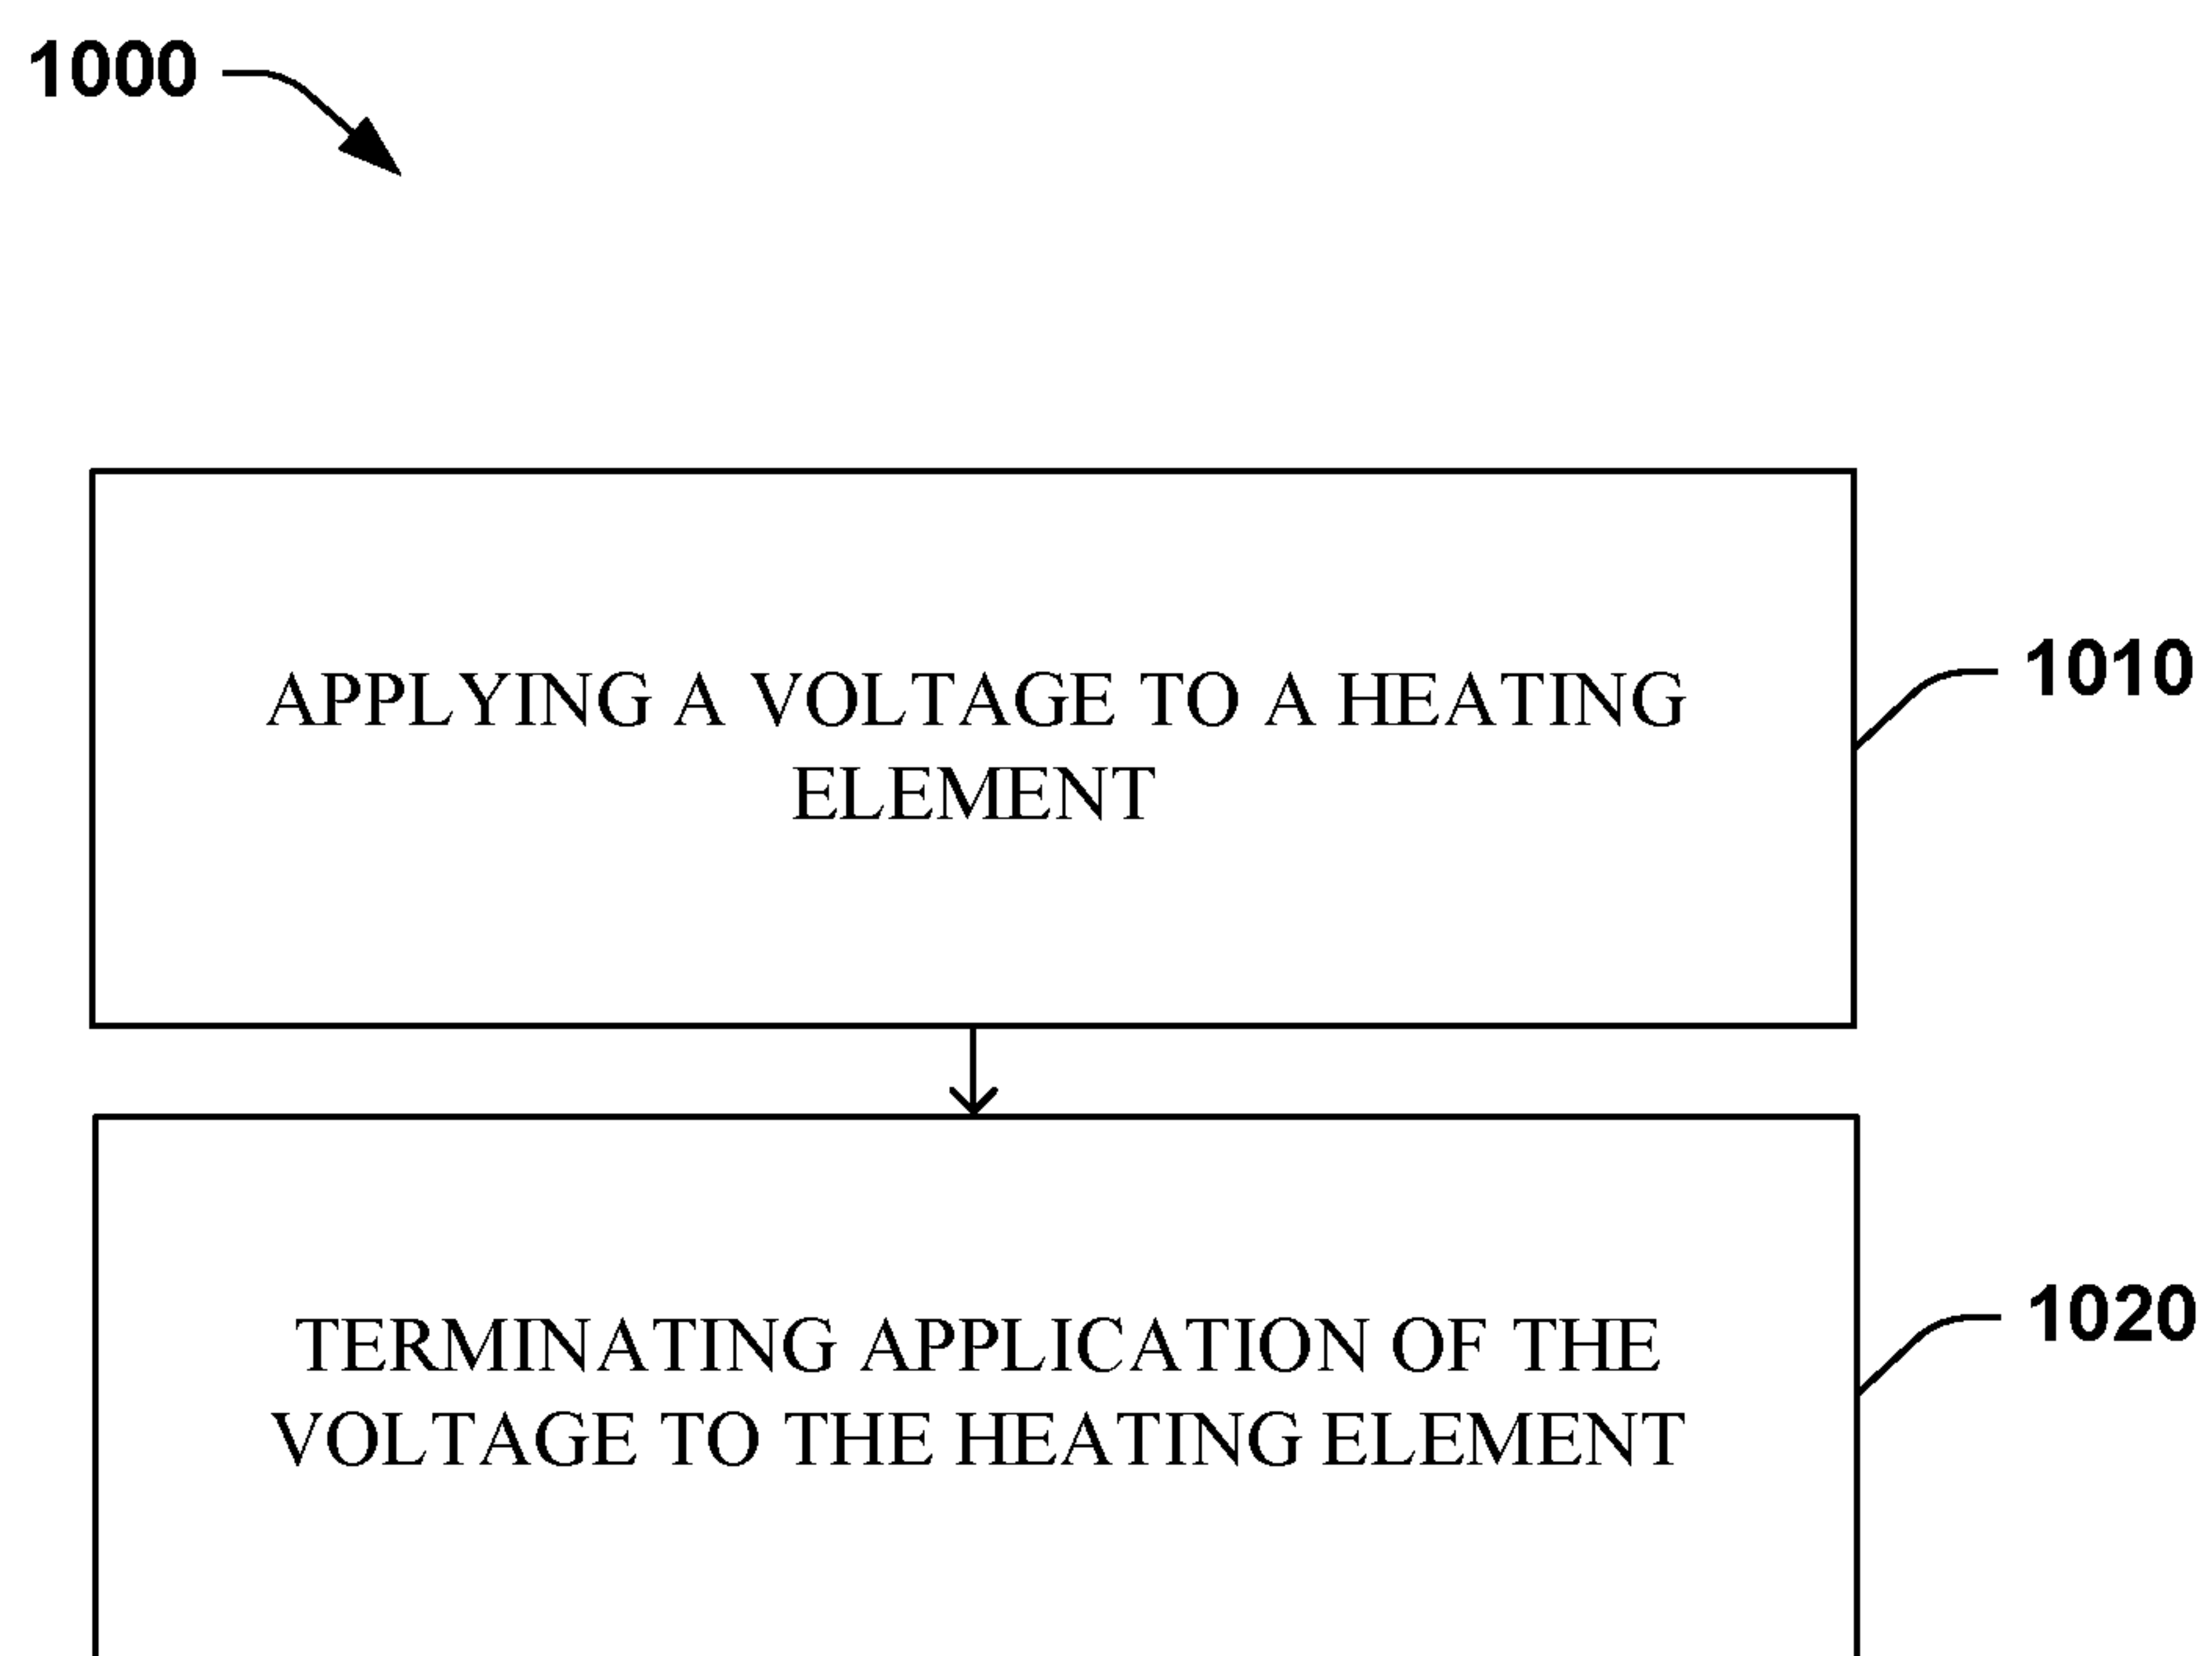 1000
APPLYING A VOLTAGE TO A HEATING
ELEMENT
1010
TERMINATING APPLICATION OF THE
VOLTAGE TO THE HEATING ELEMENT
1020